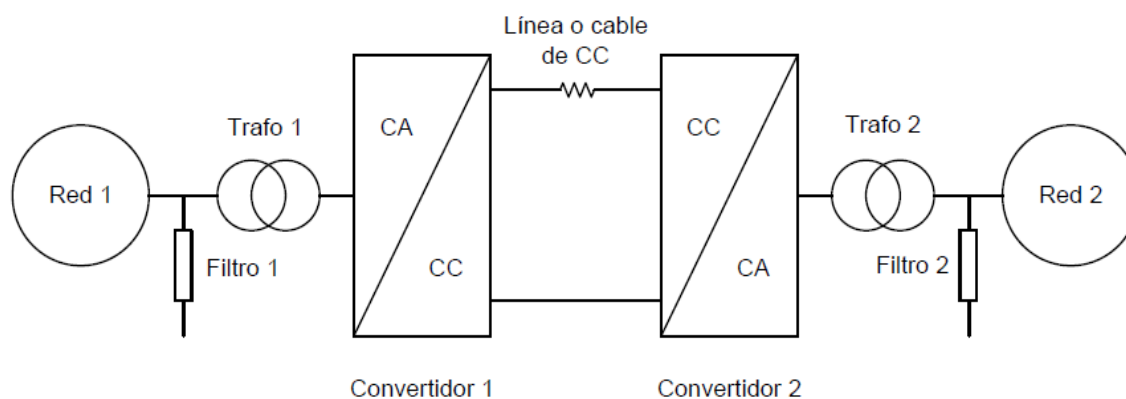 Línea o cable
de CC
Trafo 1
CA
CC
Trafo 2
Red 1
Red 2
Filtro 1
CC
CA
Filtro 2
Convertidor 1
Convertidor 2